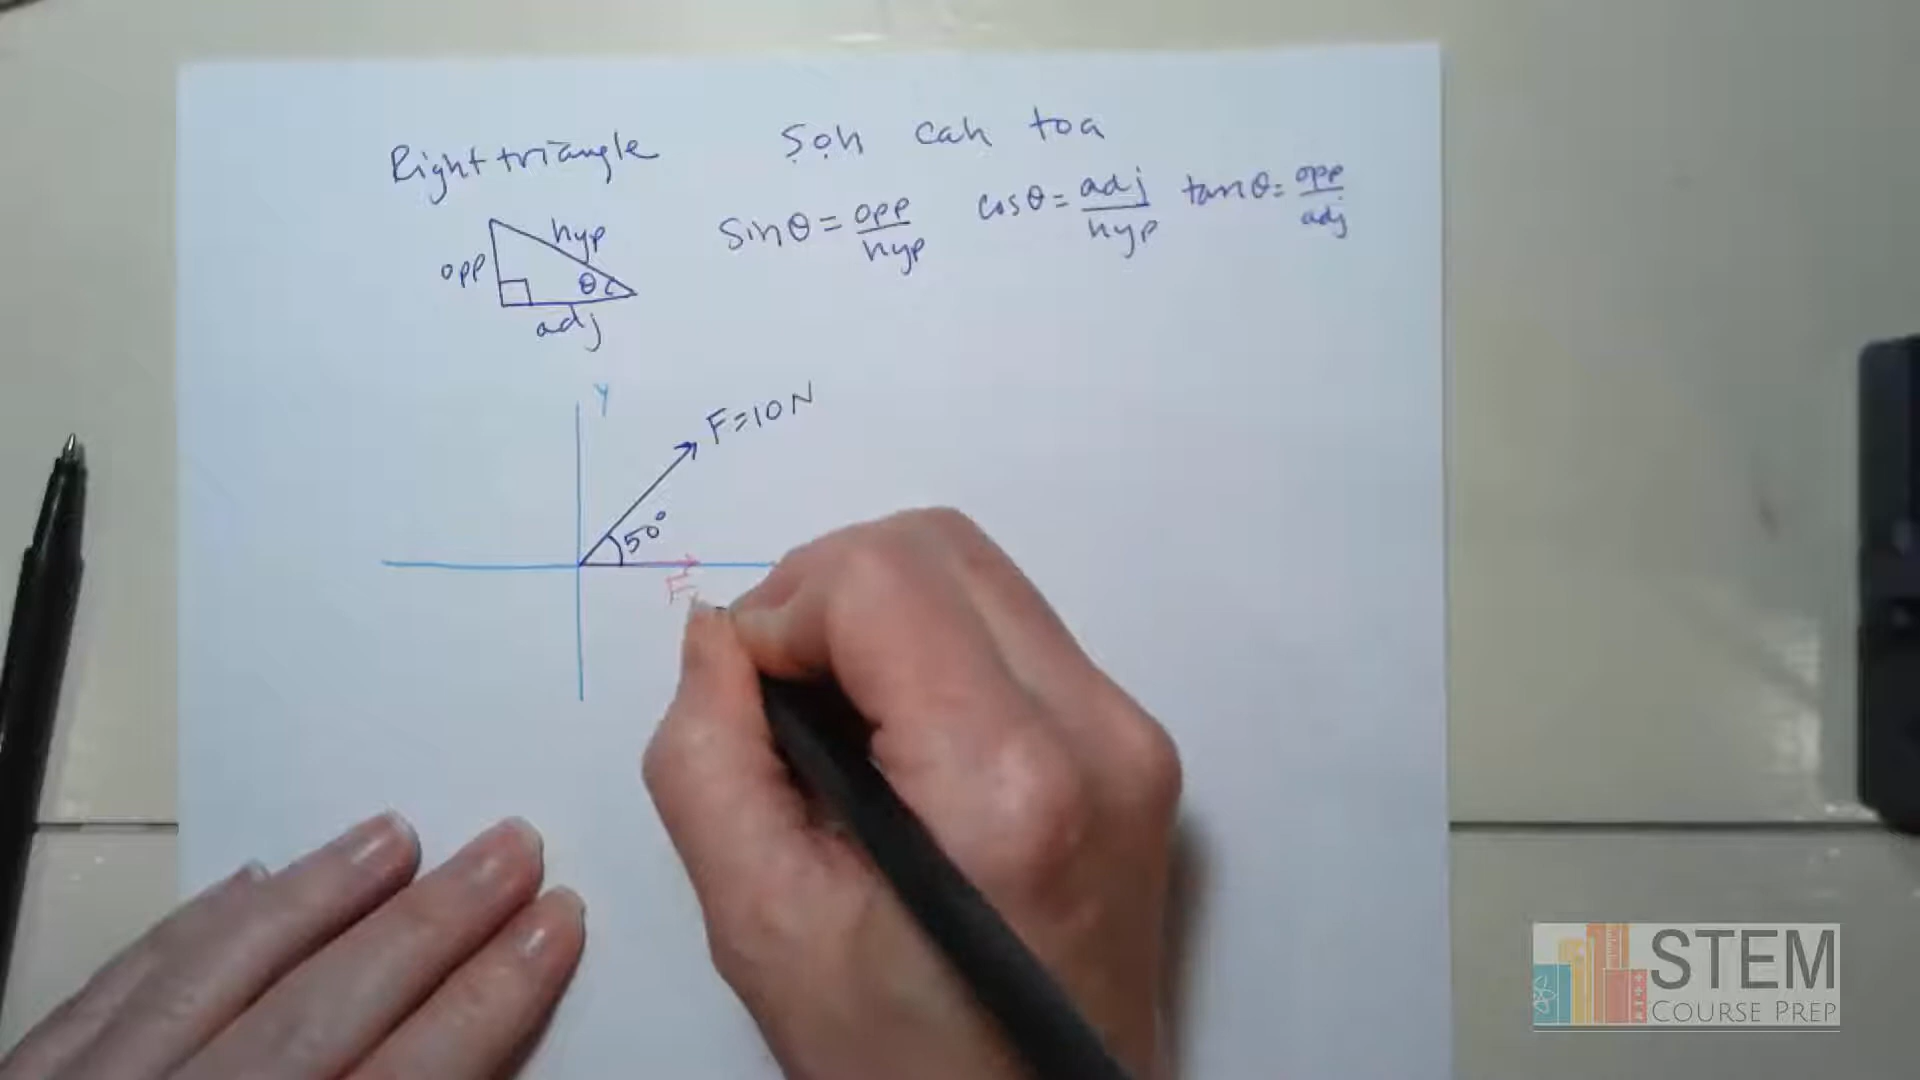 Right triangle
Soh cah toa
sinθ = opp/hyp cosθ = adj/hyp tanθ = opp/adj
hyp
opp
θ
adj
Y
F=10N
50°
F
STEM
COURSE PREP